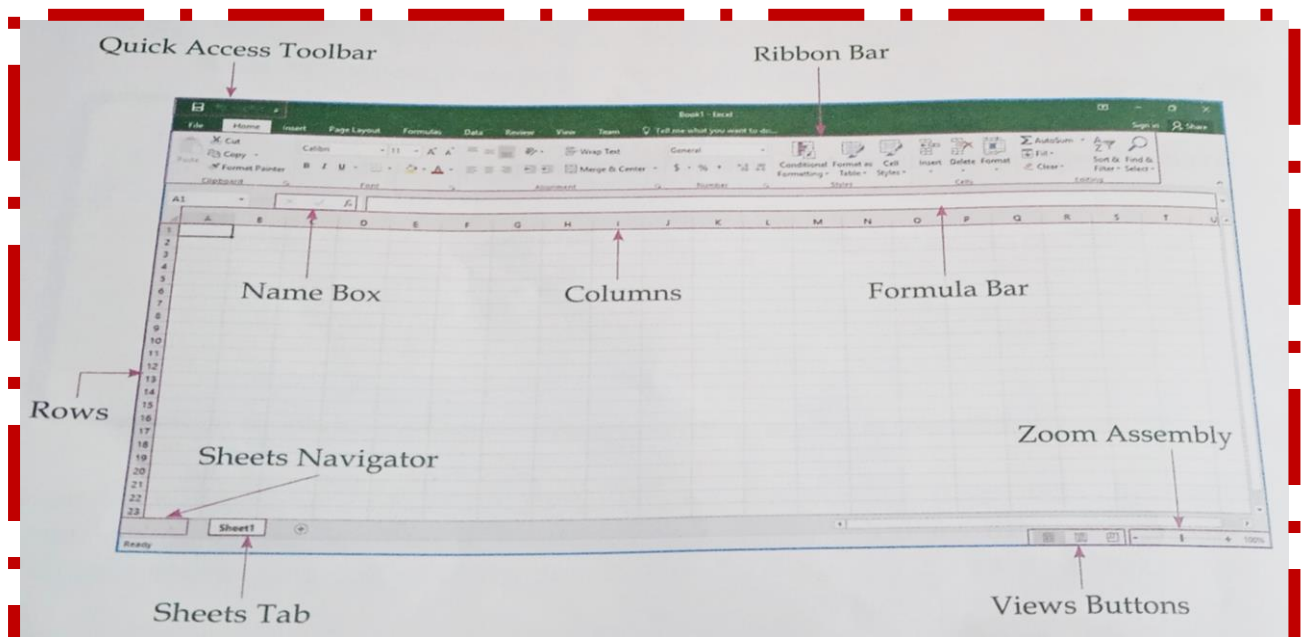 Quick Access Toolbar
Ribbon Bar
Book1 - Excel
File Home Insert Page Layout Formulas Data Review View Team Tell me what you want to do... Sign in Share
Cut
Copy
Format Painter
Paste
Clipboard
Calibri 11
B I U
Font
Wrap Text
Merge & Center
Alignment
General
$ % ,
Number
Conditional Formatting
Format as Table
Cell Styles
Styles
Insert Delete Format
Cells
AutoSum
Fill
Clear
Sort & Filter
Find & Select
Editing
A1 fx
A B C D E F G H I J K L M N O P Q R S T U
1
2
3
4
5
6
7
8
9
10
11
12
13
14
15
16
17
18
19
20
21
22
23
Name Box
Columns
Formula Bar
Rows
Sheets Navigator
Zoom Assembly
Sheet1
Ready
100%
Sheets Tab
Views Buttons